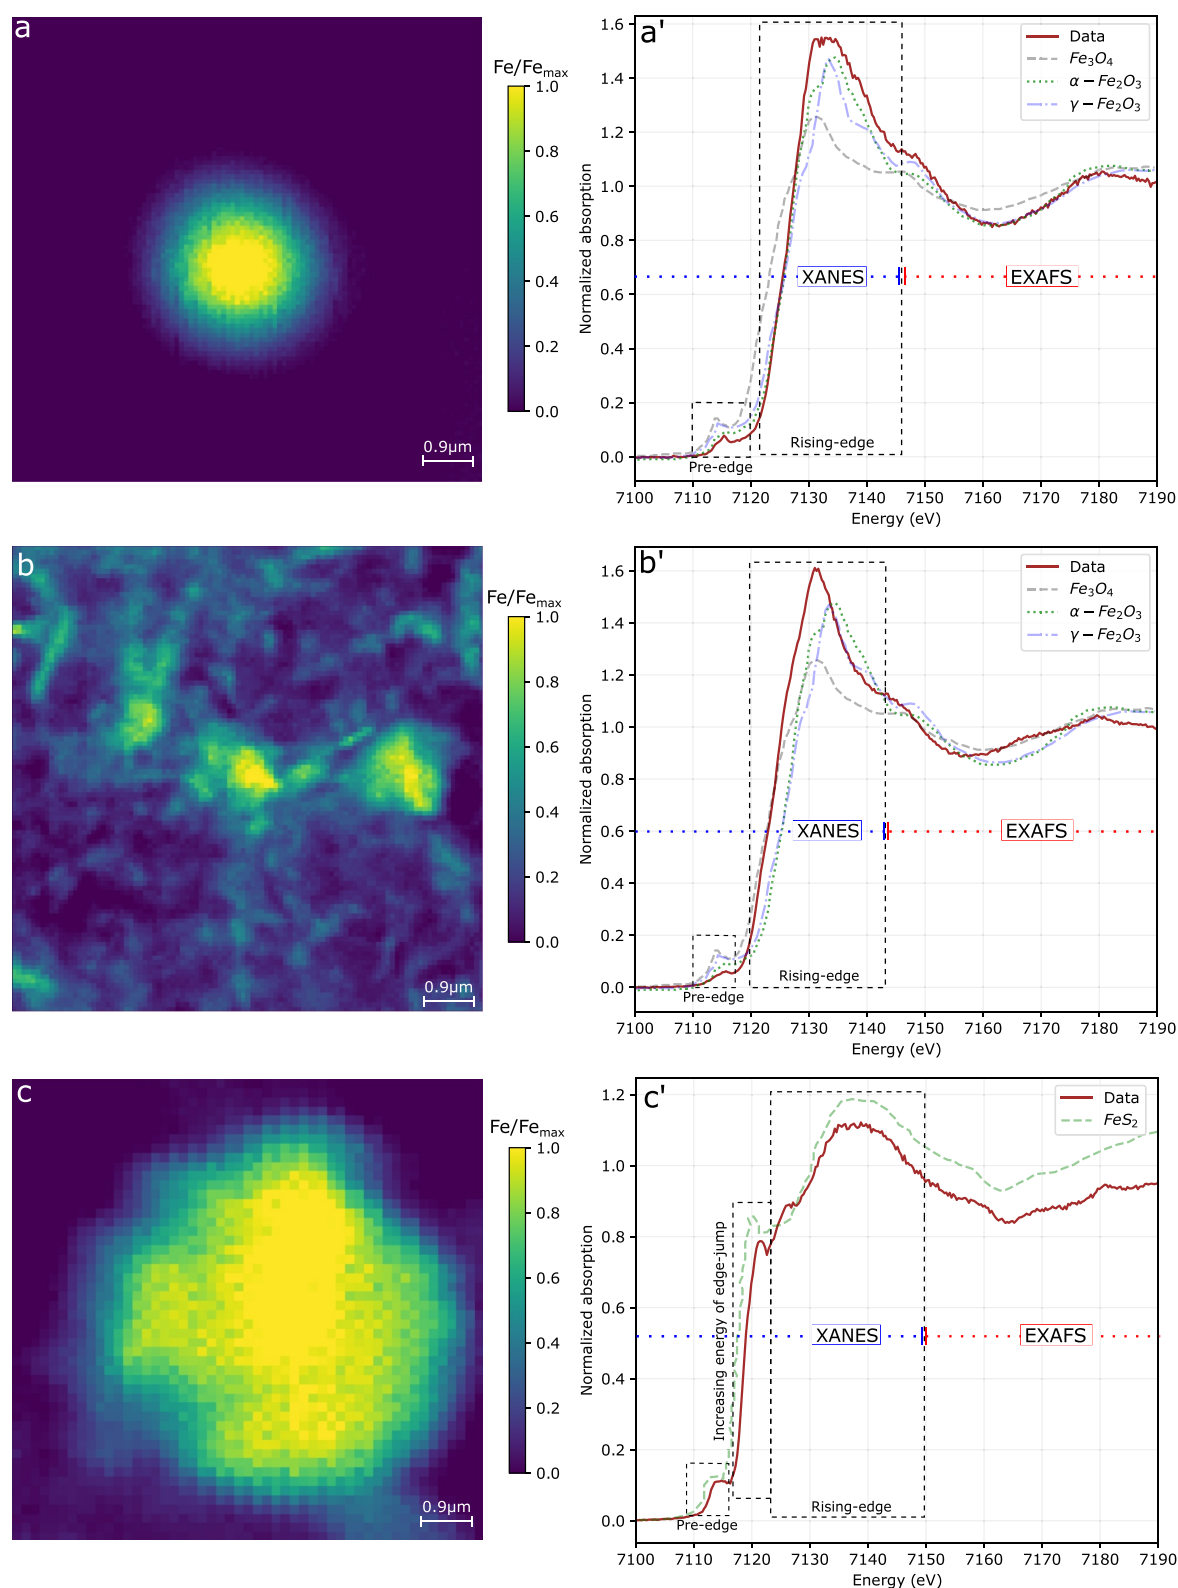 a
Fe/Feₘₐₓ
1.0
0.8
0.6
0.4
0.2
0.0
0.9μm
a'
Data
Fe₃O₄
α − Fe₂O₃
γ − Fe₂O₃
1.6
1.4
1.2
1.0
0.8
0.6
0.4
0.2
0.0
Normalized absorption
XANES
EXAFS
Rising-edge
Pre-edge
7100 7110 7120 7130 7140 7150 7160 7170 7180 7190
Energy (eV)
b
Fe/Feₘₐₓ
1.0
0.8
0.6
0.4
0.2
0.0
0.9μm
b'
Data
Fe₃O₄
α − Fe₂O₃
γ − Fe₂O₃
1.6
1.4
1.2
1.0
0.8
0.6
0.4
0.2
0.0
Normalized absorption
XANES
EXAFS
Rising-edge
Pre-edge
7100 7110 7120 7130 7140 7150 7160 7170 7180 7190
Energy (eV)
c
Fe/Feₘₐₓ
1.0
0.8
0.6
0.4
0.2
0.0
0.9μm
c'
Data
FeS₂
1.2
1.0
0.8
0.6
0.4
0.2
0.0
Normalized absorption
Increasing energy of edge-jump
XANES
EXAFS
Rising-edge
Pre-edge
7100 7110 7120 7130 7140 7150 7160 7170 7180 7190
Energy (eV)